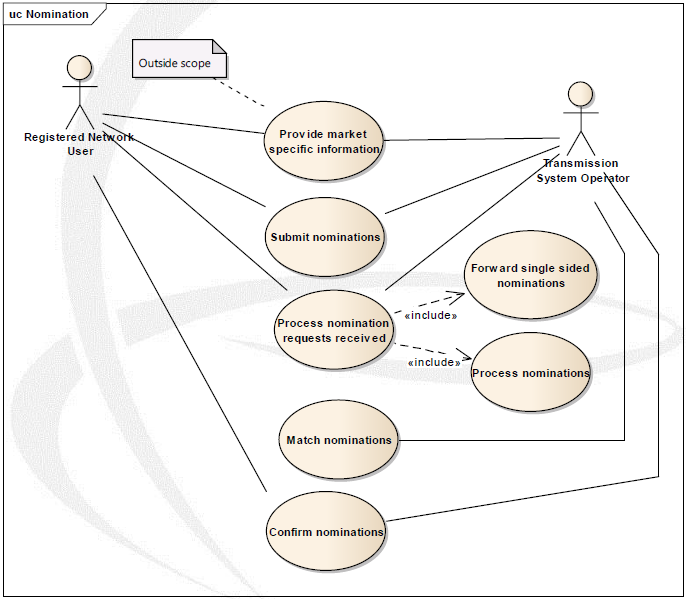 uc Nomination
Outside scope
Registered Network
User
Transmission
System Operator
Provide market
specific information
Submit nominations
Forward single sided
nominations
Process nomination
requests received
«include»
«include»
Process nominations
Match nominations
Confirm nominations